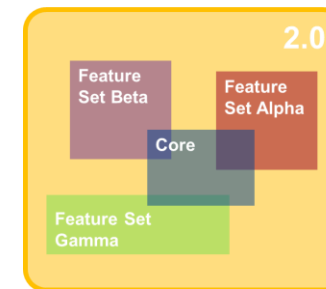 2.0
Feature
Set Beta
Feature
Set Alpha
Core
Feature Set
Gamma